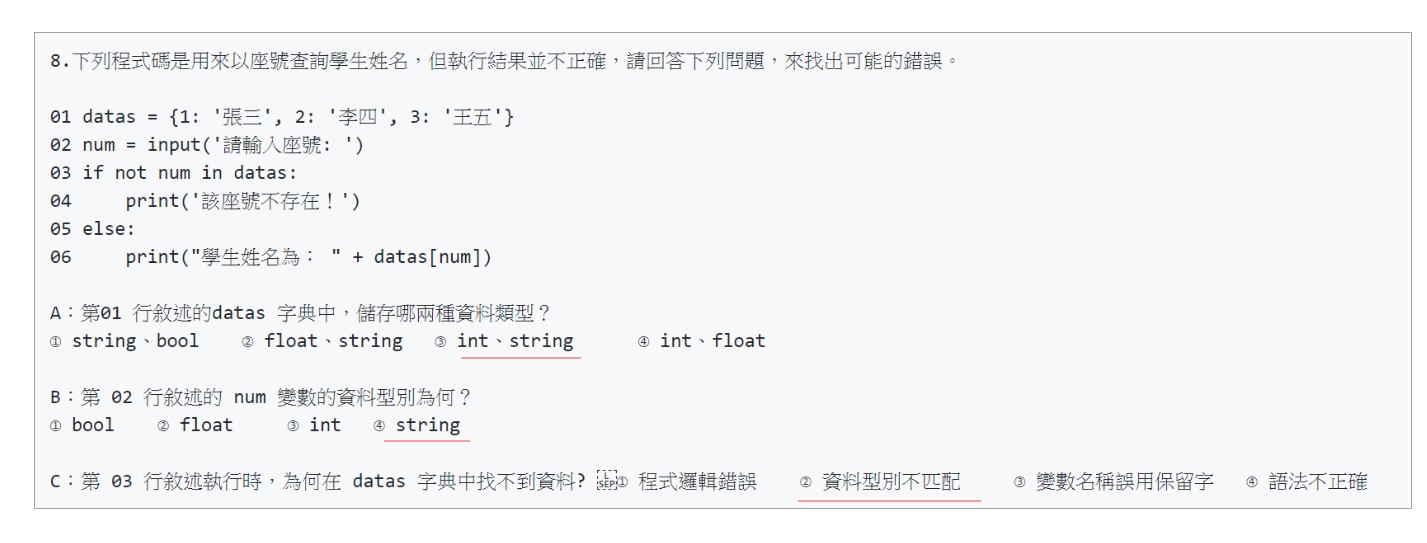 8.下列程式碼是用來以座號查詢學生姓名，但執行結果並不正確，請回答下列問題，來找出可能的錯誤。
01 datas = {1: '張三', 2: '李四', 3: '王五'}
02 num = input('請輸入座號: ')
03 if not num in datas:
04     print('該座號不存在！')
05 else:
06     print("學生姓名為： " + datas[num])
A：第01 行敘述的datas 字典中，儲存哪兩種資料類型？
① string、bool    ② float、string   ③ int、string      ④ int、float
B：第 02 行敘述的 num 變數的資料型別為何？
① bool    ② float     ③ int   ④ string
C：第 03 行敘述執行時，為何在 datas 字典中找不到資料? ① 程式邏輯錯誤    ② 資料型別不匹配     ③ 變數名稱誤用保留字   ④ 語法不正確